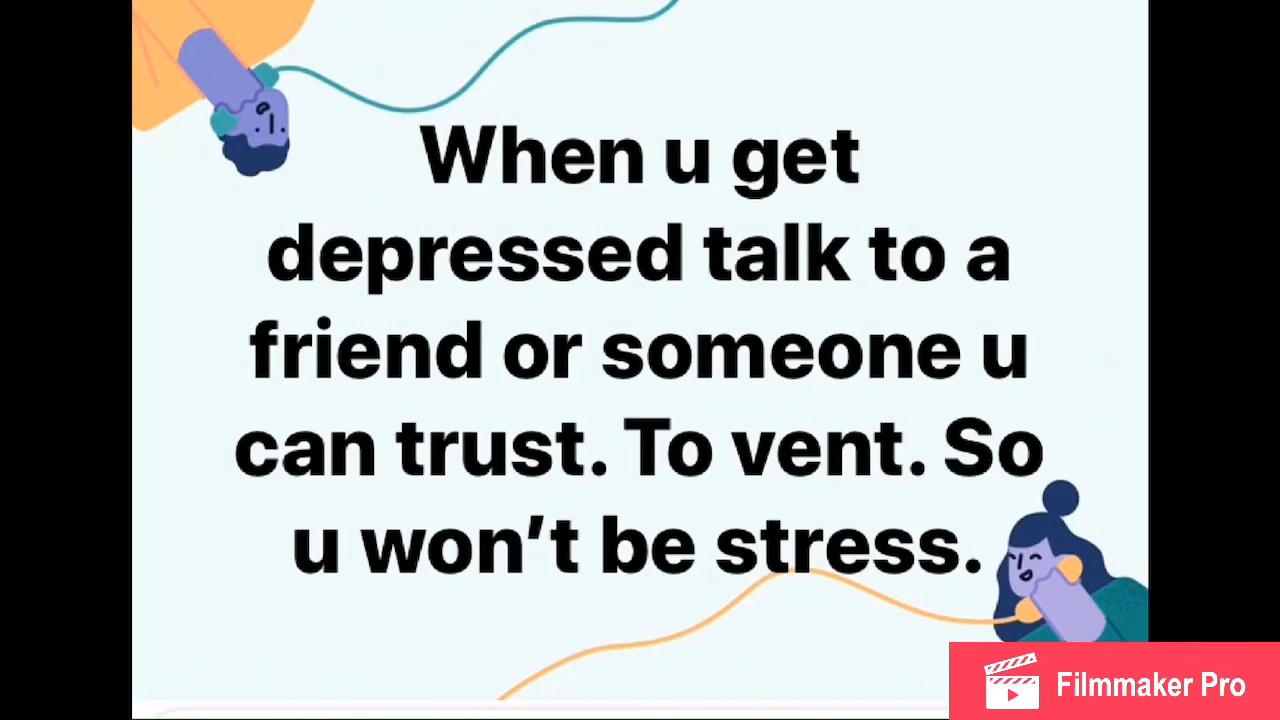 When u get
depressed talk to a
friend or someone u
can trust. To vent. So
u won’t be stress.
Filmmaker Pro